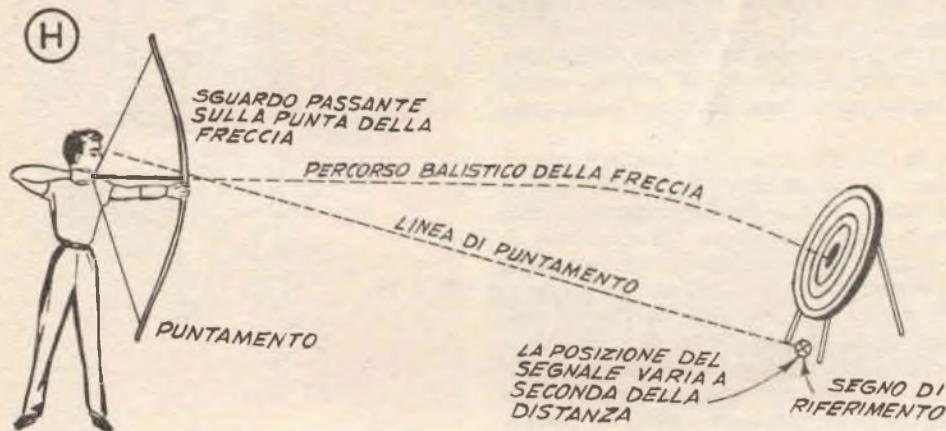 H
SGUARDO PASSANTE
SULLA PUNTA DELLA
FRECCIA
PERCORSO BALISTICO DELLA FRECCIA
LINEA DI PUNTAMENTO
PUNTAMENTO
LA POSIZIONE DEL
SEGNALE VARIA A
SECONDA DELLA
DISTANZA
SEGNO DI
RIFERIMENTO